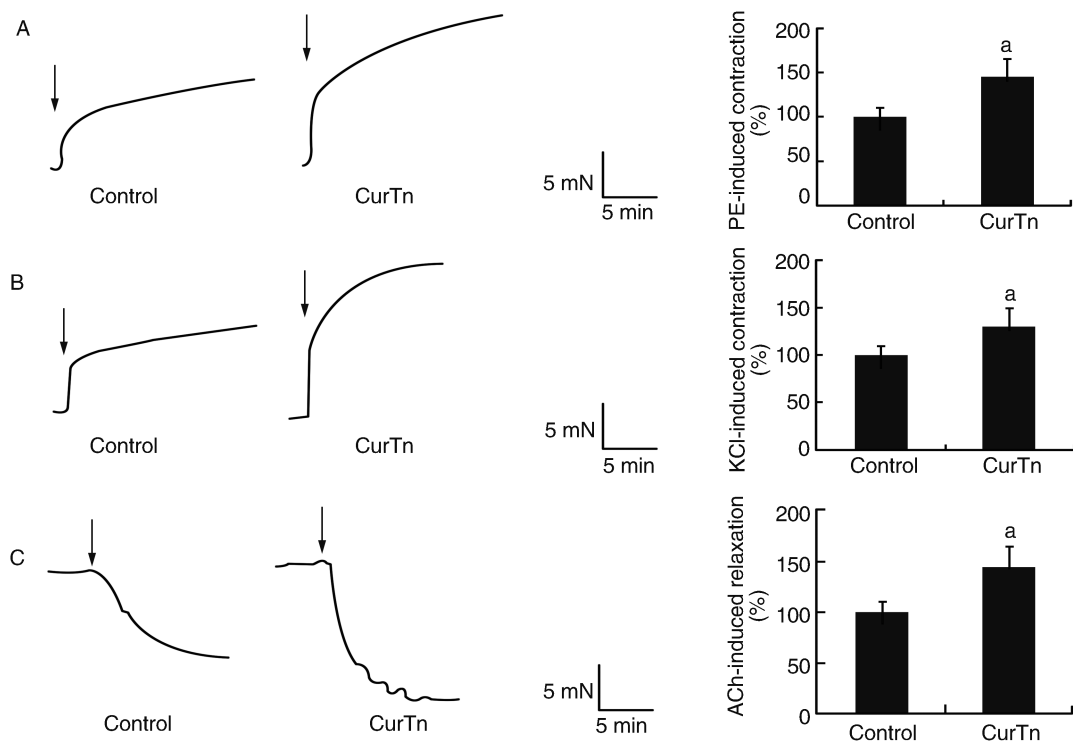 A
Control
CurTn
5 mN
5 min
PE-induced contraction
(%)
200
150
100
50
0
a
Control
CurTn
B
Control
CurTn
5 mN
5 min
KCl-induced contraction
(%)
200
150
100
50
0
a
Control
CurTn
C
Control
CurTn
5 mN
5 min
ACh-induced relaxation
(%)
200
150
100
50
0
a
Control
CurTn